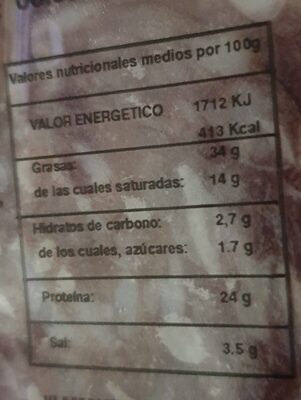 Valores nutricionales medios por 100g
VALOR ENERGETICO 1712 KJ
413 Kcal
Grasas: 34 g
de las cuales saturadas: 14 g
Hidratos de carbono: 2,7 g
de los cuales, azúcares: 1.7 g
Proteína: 24 g
Sal: 3.5 g